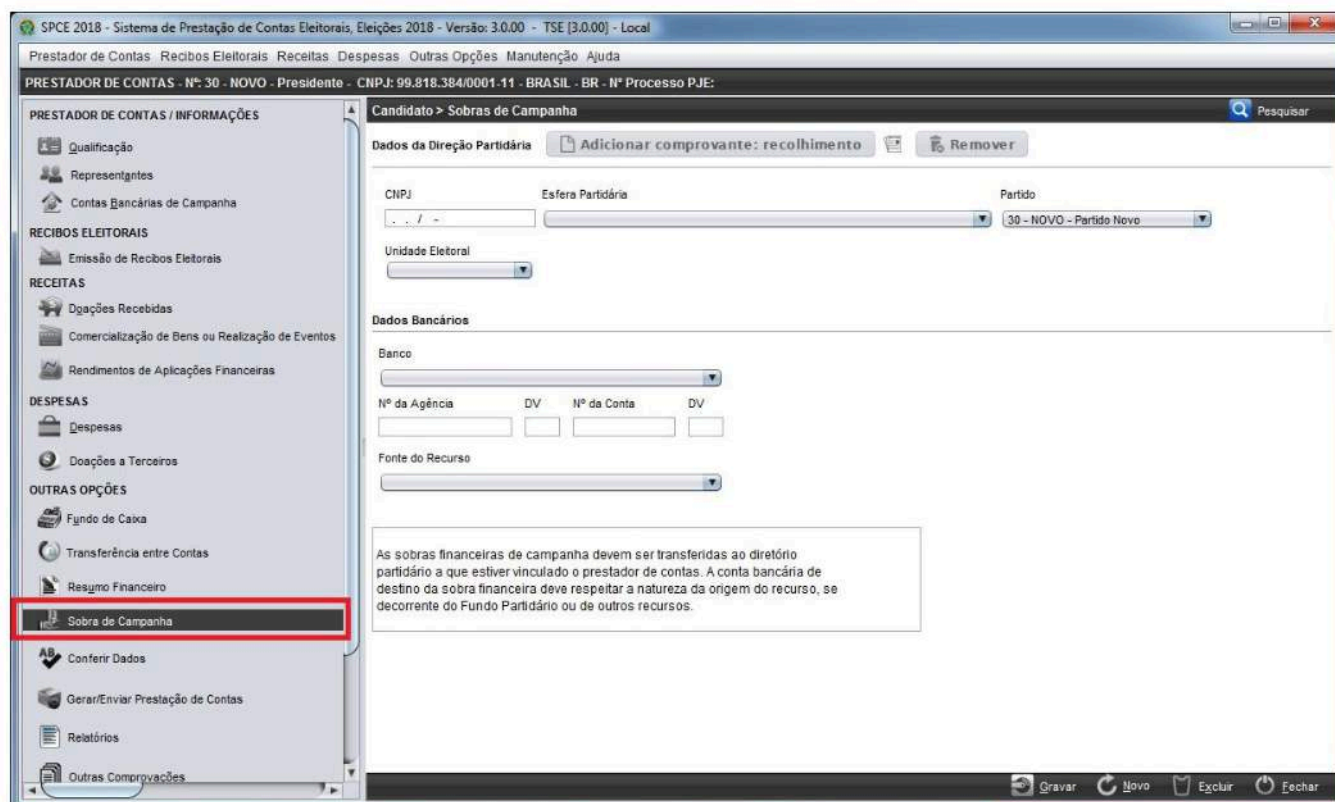 SPCE 2018 - Sistema de Prestação de Contas Eleitorais, Eleições 2018 - Versão: 3.0.00 - TSE [3.0.00] - Local
Prestador de Contas Recibos Eleitorais Receitas Despesas Outras Opções Manutenção Ajuda
PRESTADOR DE CONTAS - Nº: 30 - NOVO - Presidente - CNPJ: 99.818.384/0001-11 - BRASIL - BR - Nº Processo PJE:
PRESTADOR DE CONTAS / INFORMAÇÕES
Qualificação
Representantes
Contas Bancárias de Campanha
RECIBOS ELEITORAIS
Emissão de Recibos Eleitorais
RECEITAS
Doações Recebidas
Comercialização de Bens ou Realização de Eventos
Rendimentos de Aplicações Financeiras
DESPESAS
Despesas
Doações a Terceiros
OUTRAS OPÇÕES
Fundo de Caixa
Transferência entre Contas
Resumo Financeiro
Sobra de Campanha
Conferir Dados
Gerar/Enviar Prestação de Contas
Relatórios
Outras Comprovações
Candidato > Sobras de Campanha
Pesquisar
Dados da Direção Partidária Adicionar comprovante: recolhimento Remover
CNPJ Esfera Partidária Partido
. . / - 30 - NOVO - Partido Novo
Unidade Eleitoral
Dados Bancários
Banco
Nº da Agência DV Nº da Conta DV
Fonte do Recurso
As sobras financeiras de campanha devem ser transferidas ao diretório
partidário a que estiver vinculado o prestador de contas. A conta bancária de
destino da sobra financeira deve respeitar a natureza da origem do recurso, se
decorrente do Fundo Partidário ou de outros recursos.
Gravar Novo Excluir Fechar